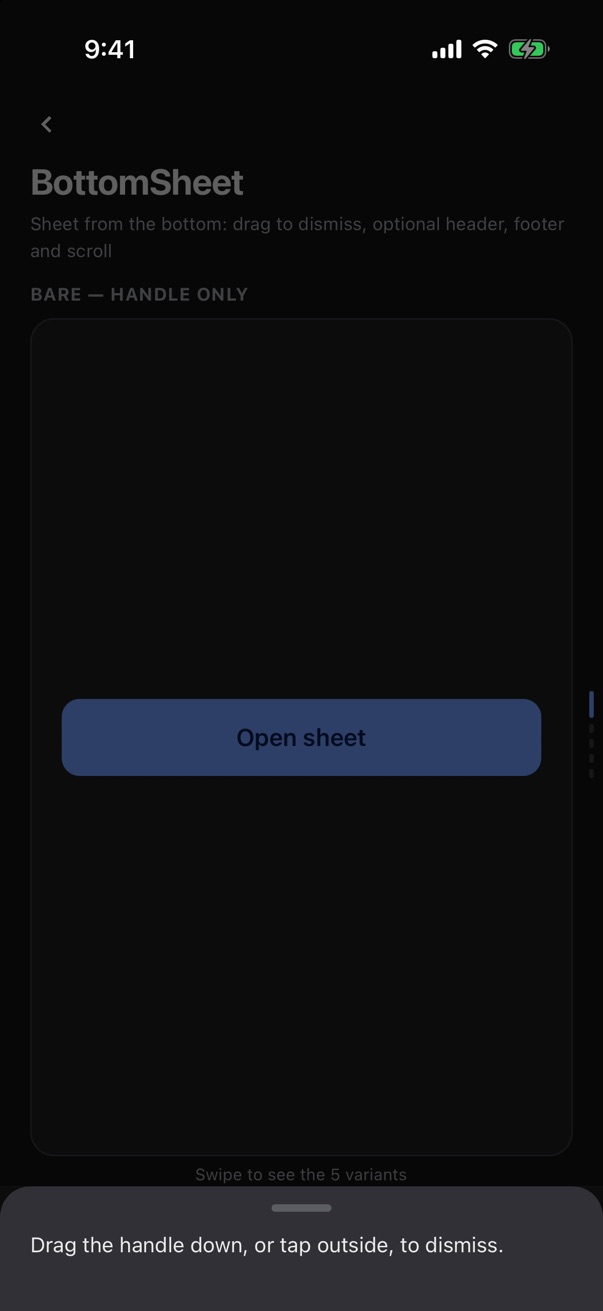 9:41
BottomSheet
Sheet from the bottom: drag to dismiss, optional header, footer
and scroll
BARE — HANDLE ONLY
Open sheet
Swipe to see the 5 variants
Drag the handle down, or tap outside, to dismiss.